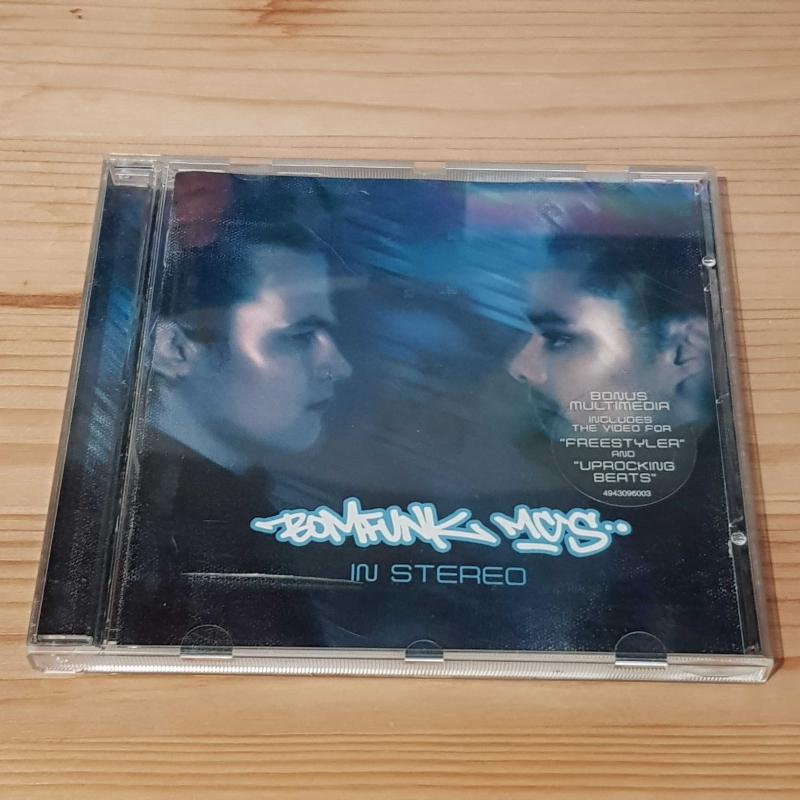 BONUS
MULTIMEDIA
INCLUDES
THE VIDEO FOR
"FREESTYLER"
AND
"UPROCKING
BEATS"
4943096003
BOMFUNK MC'S..
IN STEREO